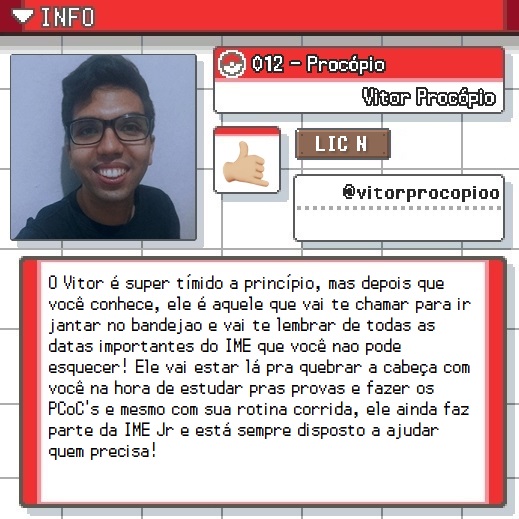 INFO
012 - Procópio
Vitor Procópio
LIC N
@vitorprocopioo
O Vitor é super tímido a princípio, mas depois que
você conhece, ele é aquele que vai te chamar para ir
jantar no bandejao e vai te lembrar de todas as
datas importantes do IME que você nao pode
esquecer! Ele vai estar lá pra quebrar a cabeça com
você na hora de estudar pras provas e fazer os
PCoC's e mesmo com sua rotina corrida, ele ainda faz
parte da IME Jr e está sempre disposto a ajudar
quem precisa!